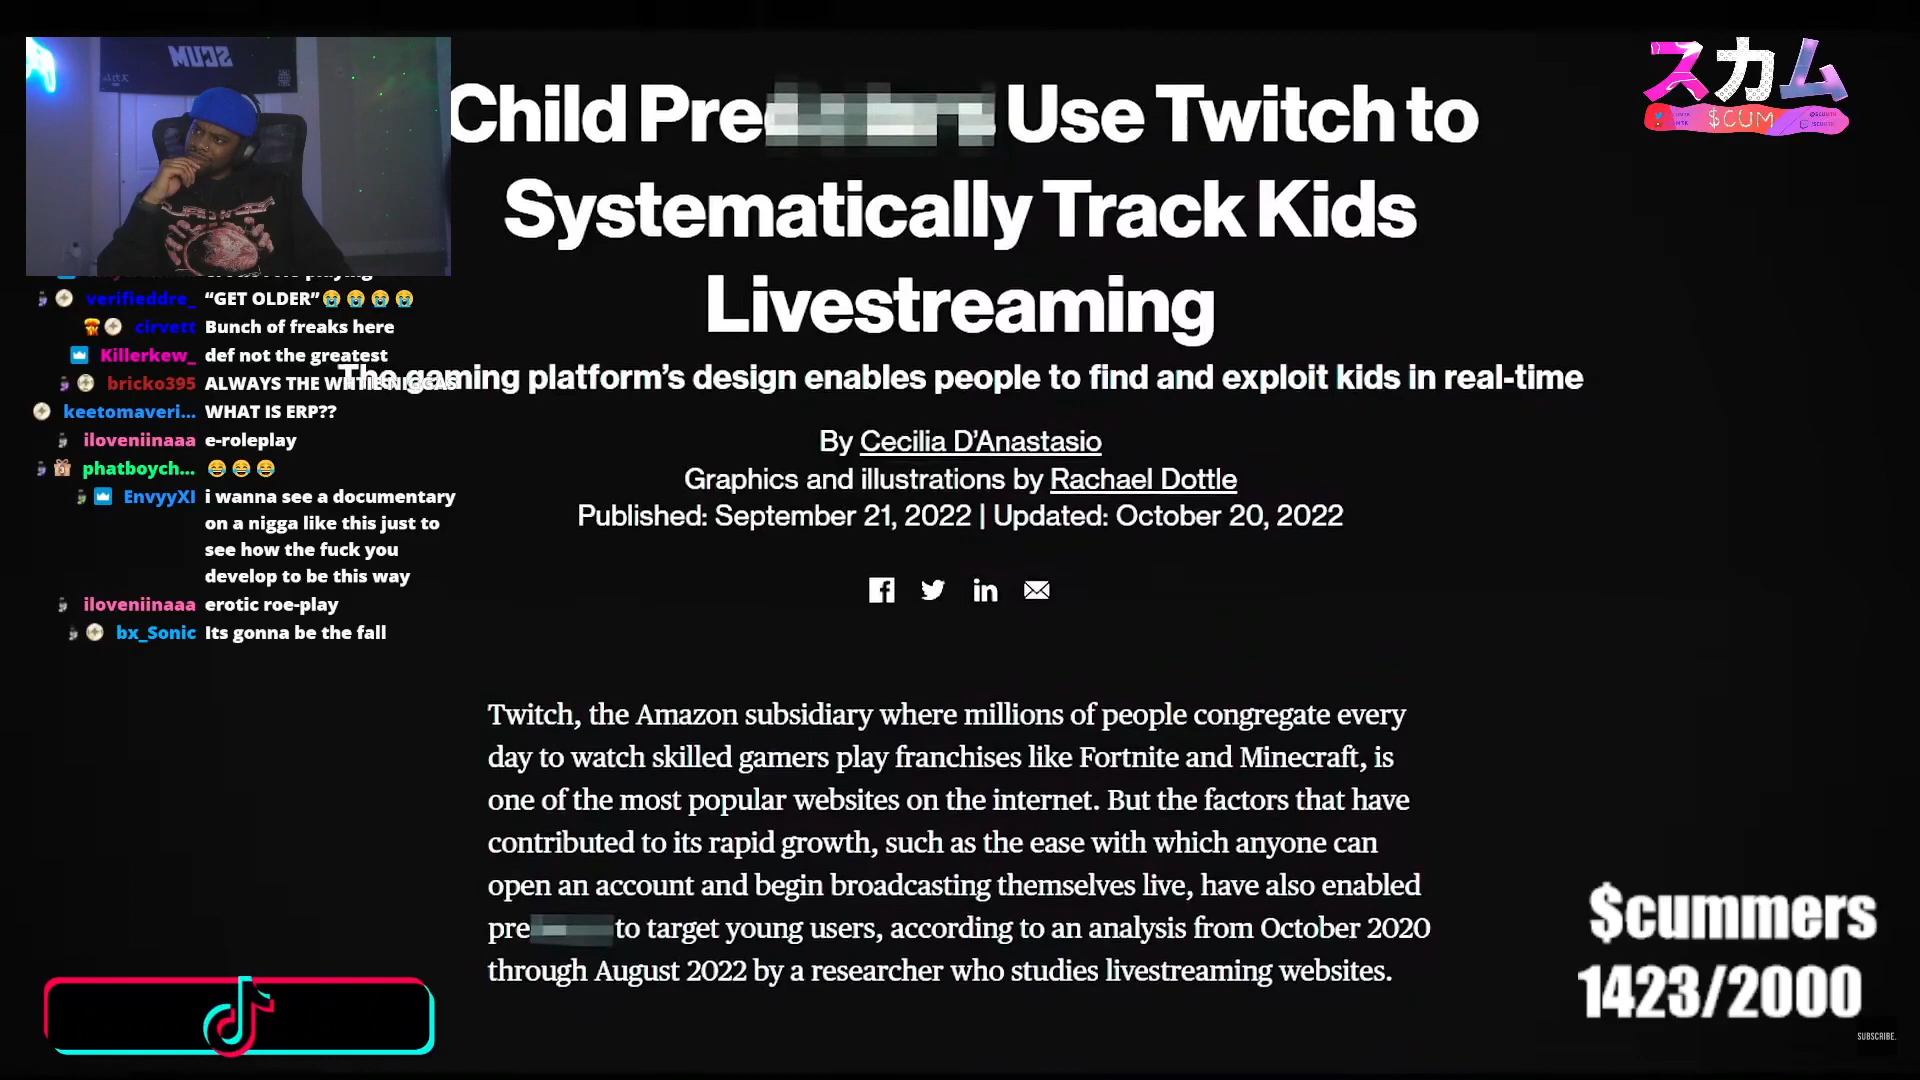 SCUM
Child Pre Use Twitch to
Systematically Track Kids
Livestreaming
The gaming platform's design enables people to find and exploit kids in real-time
By Cecilia D'Anastasio
Graphics and illustrations by Rachael Dottle
Published: September 21, 2022 | Updated: October 20, 2022
Twitch, the Amazon subsidiary where millions of people congregate every
day to watch skilled gamers play franchises like Fortnite and Minecraft, is
one of the most popular websites on the internet. But the factors that have
contributed to its rapid growth, such as the ease with which anyone can
open an account and begin broadcasting themselves live, have also enabled
pre to target young users, according to an analysis from October 2020
through August 2022 by a researcher who studies livestreaming websites.
verifieddre_ “GET OLDER”😭😭😭😭
cirvett Bunch of freaks here
Killerkew_ def not the greatest
bricko395 ALWAYS THE WHTIE NIGGAS
keetomaveri... WHAT IS ERP??
iloveniinaaa e-roleplay
phatboych... 😂😂😂
EnvyyXI i wanna see a documentary
on a nigga like this just to
see how the fuck you
develop to be this way
iloveniinaaa erotic roe-play
bx_Sonic Its gonna be the fall
スカム
$CUM
$cummers
1423/2000
SUBSCRIBE.